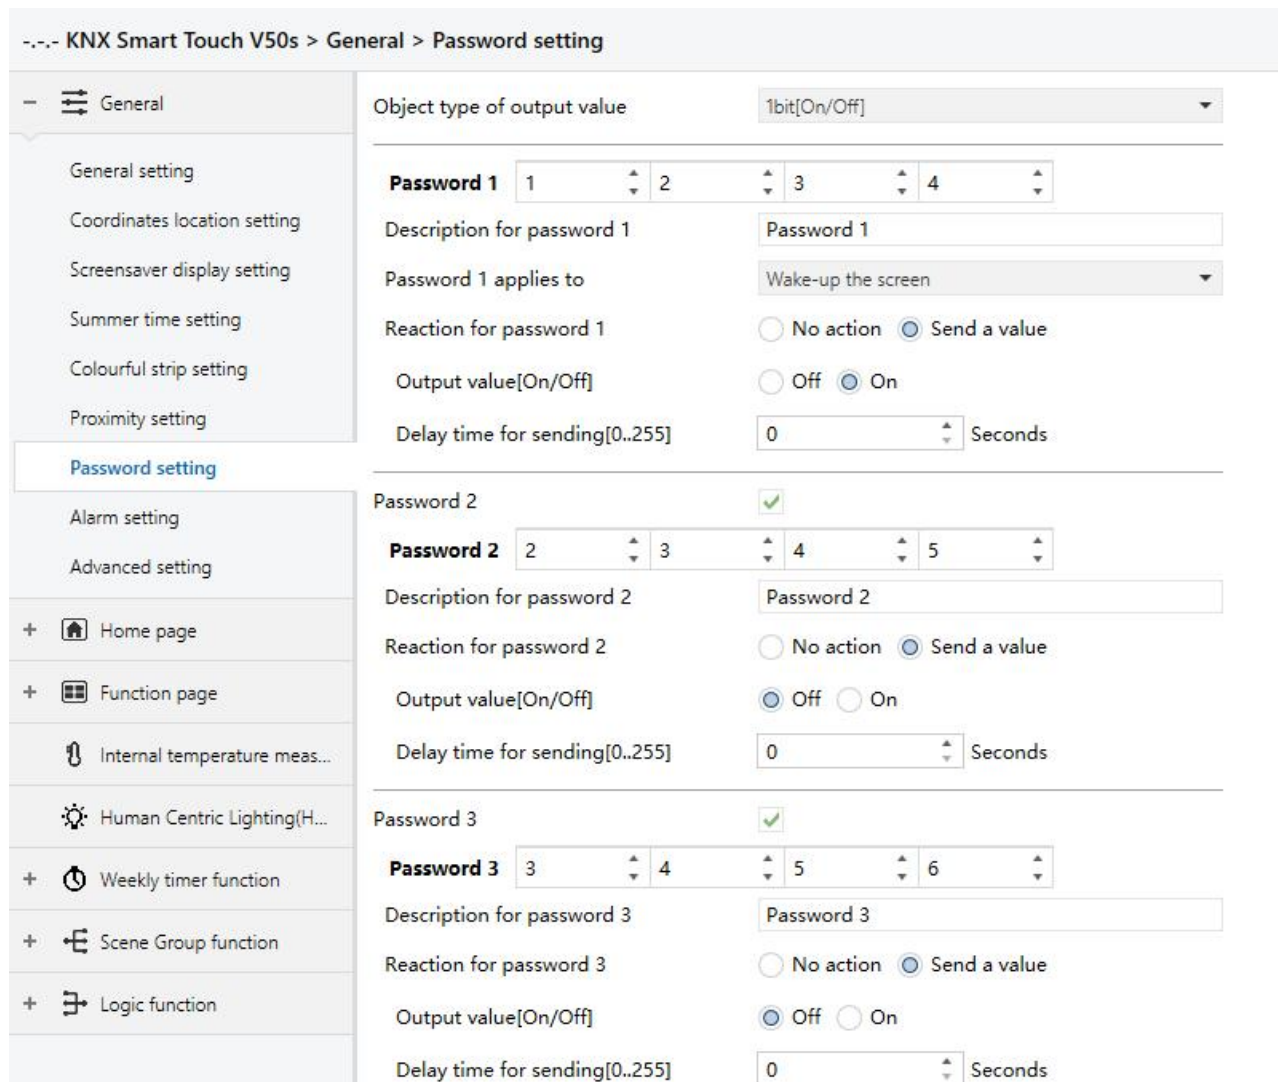 -.-.- KNX Smart Touch V50s > General > Password setting
General
General setting
Coordinates location setting
Screensaver display setting
Summer time setting
Colourful strip setting
Proximity setting
Password setting
Alarm setting
Advanced setting
Home page
Function page
Internal temperature meas...
Human Centric Lighting(H...
Weekly timer function
Scene Group function
Logic function
Object type of output value 1bit[On/Off]
Password 1 1 2 3 4
Description for password 1 Password 1
Password 1 applies to Wake-up the screen
Reaction for password 1 No action Send a value
Output value[On/Off] Off On
Delay time for sending[0..255] 0 Seconds
Password 2
Password 2 2 3 4 5
Description for password 2 Password 2
Reaction for password 2 No action Send a value
Output value[On/Off] Off On
Delay time for sending[0..255] 0 Seconds
Password 3
Password 3 3 4 5 6
Description for password 3 Password 3
Reaction for password 3 No action Send a value
Output value[On/Off] Off On
Delay time for sending[0..255] 0 Seconds